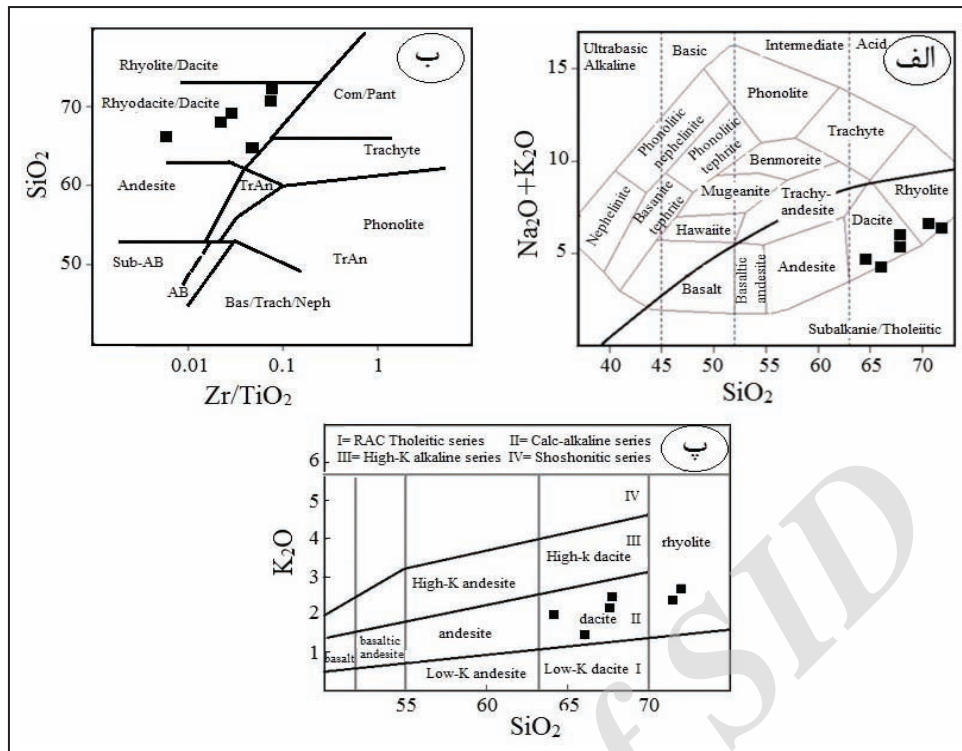 ب
Rhyolite/Dacite
Rhyodacite/Dacite
Com/Pant
Trachyte
Andesite
TrAn
Phonolite
Sub-AB
TrAn
AB
Bas/Trach/Neph
70
60
50
SiO2
0.01
0.1
1
Zr/TiO2
الف
Ultrabasic
Alkaline
Basic
Intermediate
Acid
Phonolite
Phonolitic
nephelinite
Phonolitic
tephrite
Trachyte
Benmoreite
Nephelinite
Basanite
tephrite
Mugeanite
Trachy-
andesite
Rhyolite
Hawaiite
Dacite
Basalt
Basaltic
andesite
Andesite
Subalkanie/Tholeiitic
15
10
5
Na2O+K2O
40
45
50
55
60
65
70
SiO2
پ
I= RAC Tholeitic series
II= Calc-alkaline series
III= High-K alkaline series
IV= Shoshonitic series
IV
III
rhyolite
High-k dacite
High-K andesite
dacite
II
andesite
basaltic
andesite
basalt
Low-K andesite
Low-K dacite I
6
5
4
3
2
1
K2O
55
60
65
70
SiO2
f SID